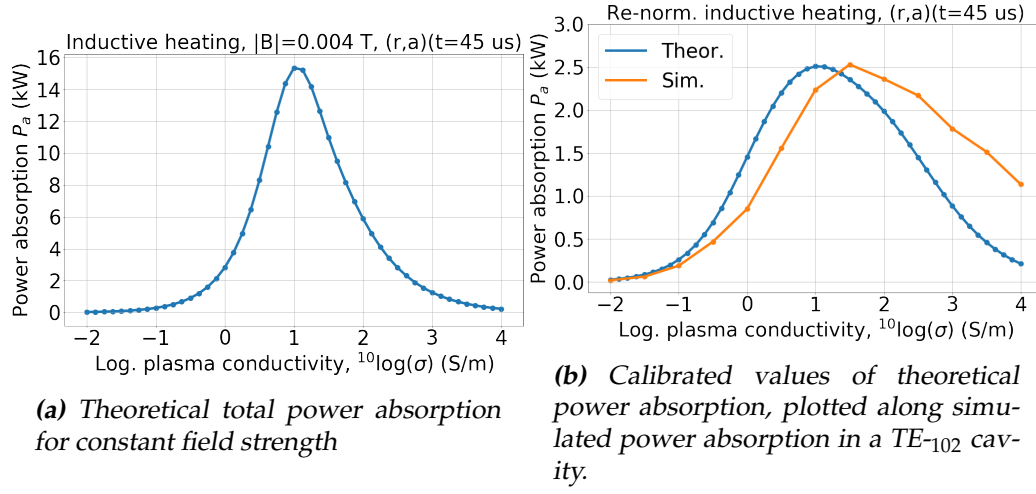 Inductive heating, |B|=0.004 T, (r,a)(t=45 us)
Power absorption Pₐ (kW)
16
14
12
10
8
6
4
2
0
−2 −1 0 1 2 3 4
Log. plasma conductivity, ¹⁰log(σ) (S/m)
(a) Theoretical total power absorption
for constant field strength
Re-norm. inductive heating, (r,a)(t=45 us)
Power absorption Pₐ (kW)
3.0
2.5
2.0
1.5
1.0
0.5
0.0
Theor.
Sim.
−2 −1 0 1 2 3 4
Log. plasma conductivity, ¹⁰log(σ) (S/m)
(b) Calibrated values of theoretical
power absorption, plotted along simu-
lated power absorption in a TE-₁₀₂ cav-
ity.